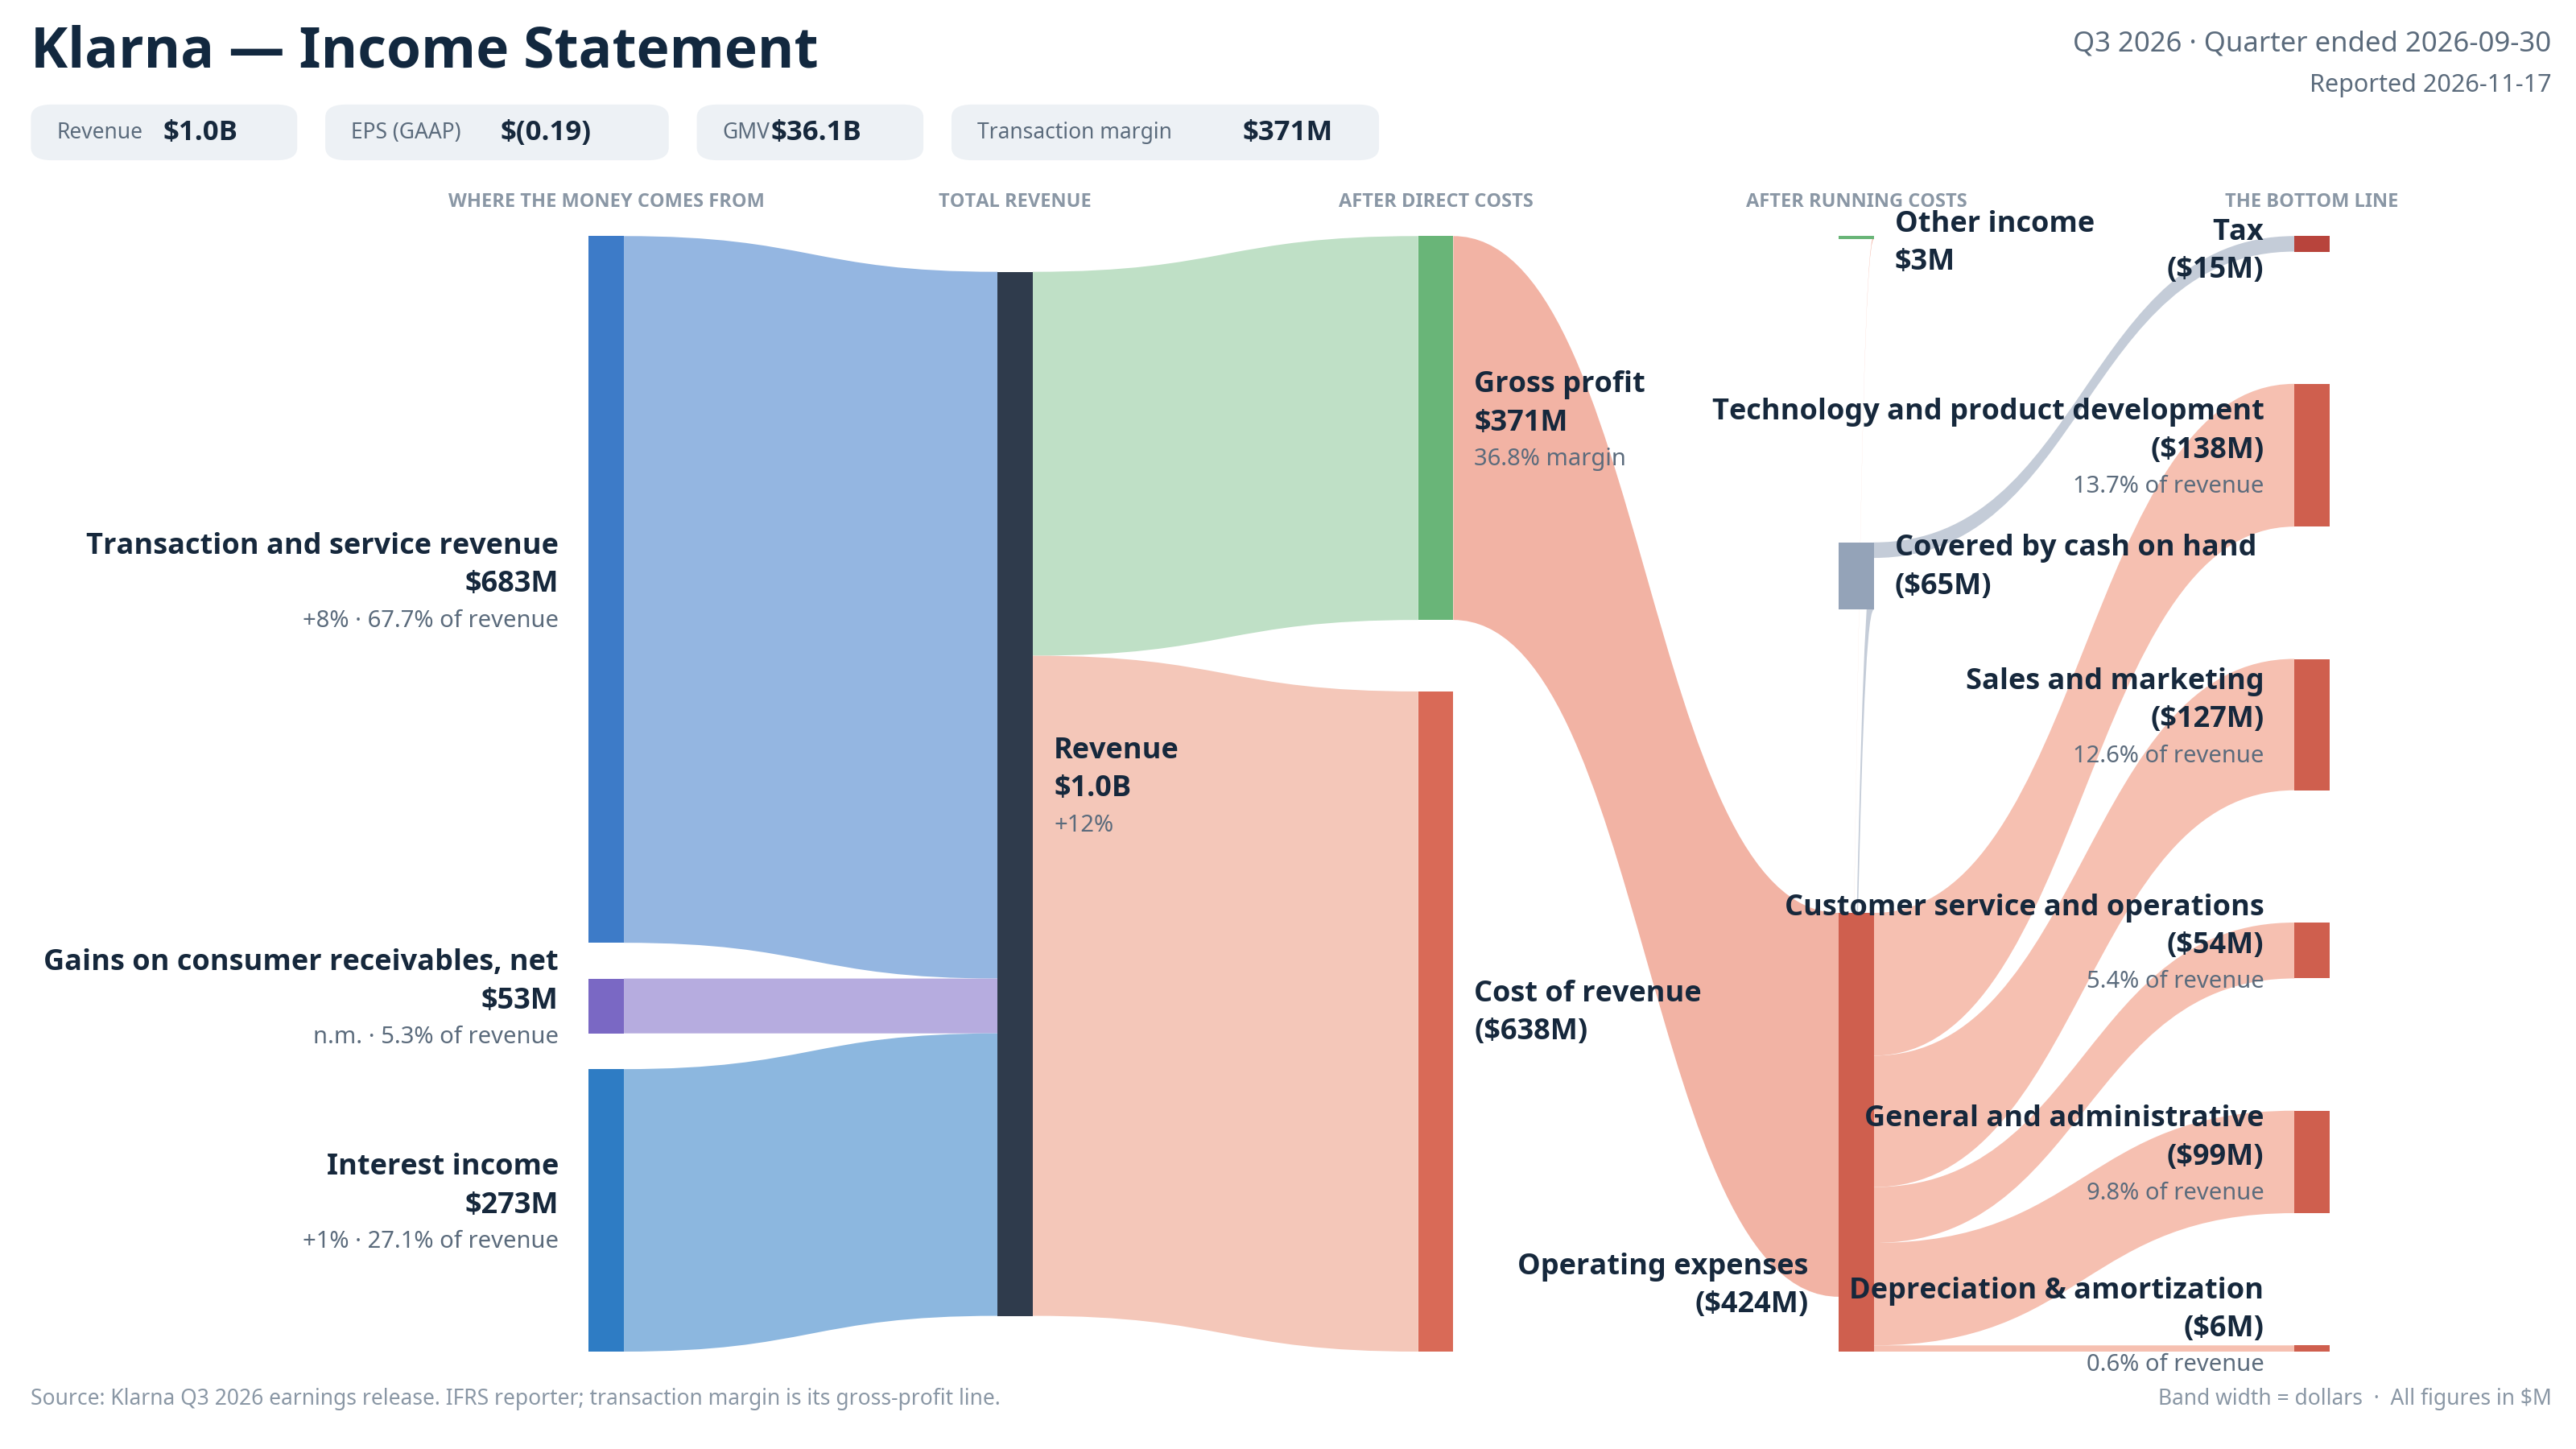 Klarna — Income Statement
Q3 2026 · Quarter ended 2026-09-30
Reported 2026-11-17
Revenue $1.0B
EPS (GAAP) $(0.19)
GMV $36.1B
Transaction margin $371M
WHERE THE MONEY COMES FROM
TOTAL REVENUE
AFTER DIRECT COSTS
AFTER RUNNING COSTS
THE BOTTOM LINE
Transaction and service revenue
$683M
+8% · 67.7% of revenue
Gains on consumer receivables, net
$53M
n.m. · 5.3% of revenue
Interest income
$273M
+1% · 27.1% of revenue
Revenue
$1.0B
+12%
Gross profit
$371M
36.8% margin
Cost of revenue
($638M)
Other income
$3M
Covered by cash on hand
($65M)
Operating expenses
($424M)
Tax
($15M)
Technology and product development
($138M)
13.7% of revenue
Sales and marketing
($127M)
12.6% of revenue
Customer service and operations
($54M)
5.4% of revenue
General and administrative
($99M)
9.8% of revenue
Depreciation & amortization
($6M)
0.6% of revenue
Source: Klarna Q3 2026 earnings release. IFRS reporter; transaction margin is its gross-profit line.
Band width = dollars · All figures in $M